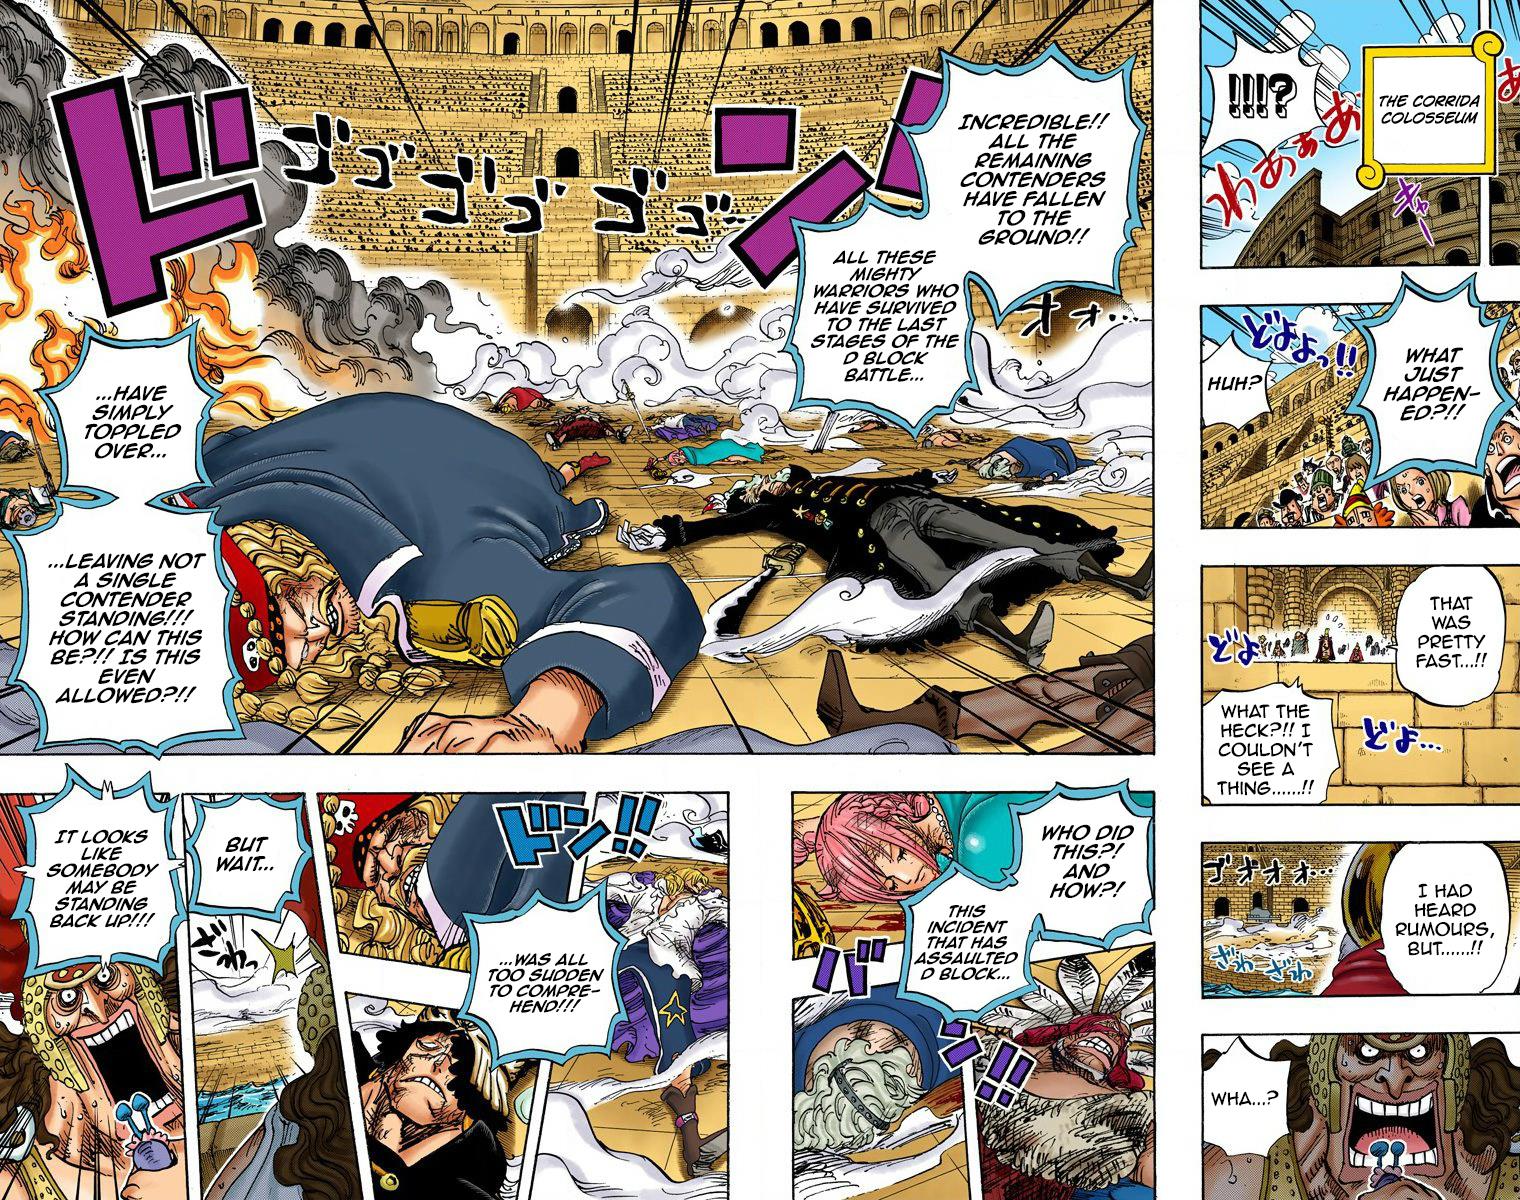 !!!?
THE CORRIDA
COLOSSEUM
わぁぁぁあ
あ
キャー
どよっ!!
WHAT
JUST
HAPPEN-
ED?!!
HUH?
THAT
WAS
PRETTY
FAST...!!
どよ
WHAT THE
HECK?!! I
COULDN'T
SEE A
THING......!!
どよ...
ゴオオオ...
I HAD
HEARD
RUMOURS,
BUT......!!
ざわ
ざわ
WHA...?
INCREDIBLE!!
ALL THE
REMAINING
CONTENDERS
HAVE FALLEN
TO THE
GROUND!!
ALL THESE
MIGHTY
WARRIORS WHO
HAVE SURVIVED
TO THE LAST
STAGES OF THE
D BLOCK
BATTLE...
オオ...
ドン
ゴゴゴゴゴゴ
...HAVE
SIMPLY
TOPPLED
OVER...
...LEAVING NOT
A SINGLE
CONTENDER
STANDING!!!
HOW CAN THIS
BE?!! IS THIS
EVEN
ALLOWED?!!
WHO DID
THIS?!
AND
HOW?!
THIS
INCIDENT
THAT HAS
ASSAULTED
D BLOCK...
バン!!
ドン!!
...WAS ALL
TOO SUDDEN
TO COMPRE-
HEND!!!
BUT
WAIT...
ざわ
IT LOOKS
LIKE
SOMEBODY
MAY BE
STANDING
BACK UP!!!